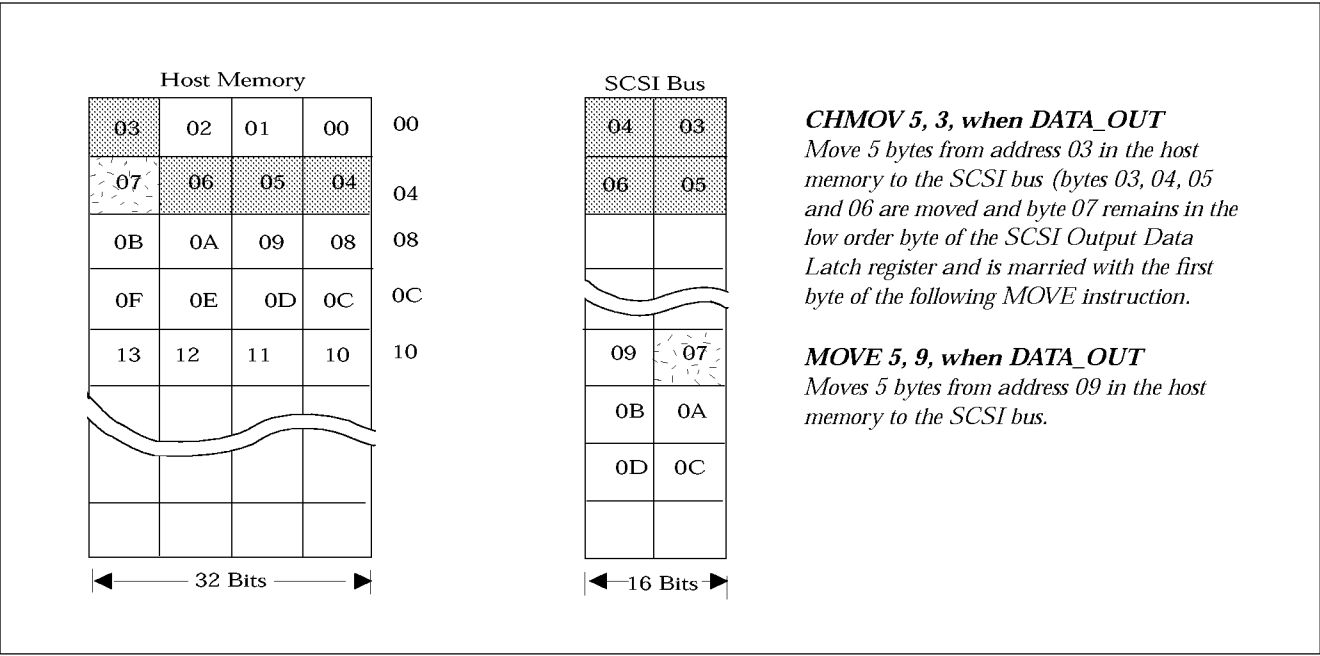 Host Memory
03 02 01 00 00
07 06 05 04 04
0B 0A 09 08 08
0F 0E 0D 0C 0C
13 12 11 10 10
32 Bits
SCSI Bus
04 03
06 05
09 07
0B 0A
0D 0C
16 Bits
CHMOV 5, 3, when DATA_OUT
Move 5 bytes from address 03 in the host
memory to the SCSI bus (bytes 03, 04, 05
and 06 are moved and byte 07 remains in the
low order byte of the SCSI Output Data
Latch register and is married with the first
byte of the following MOVE instruction.
MOVE 5, 9, when DATA_OUT
Moves 5 bytes from address 09 in the host
memory to the SCSI bus.